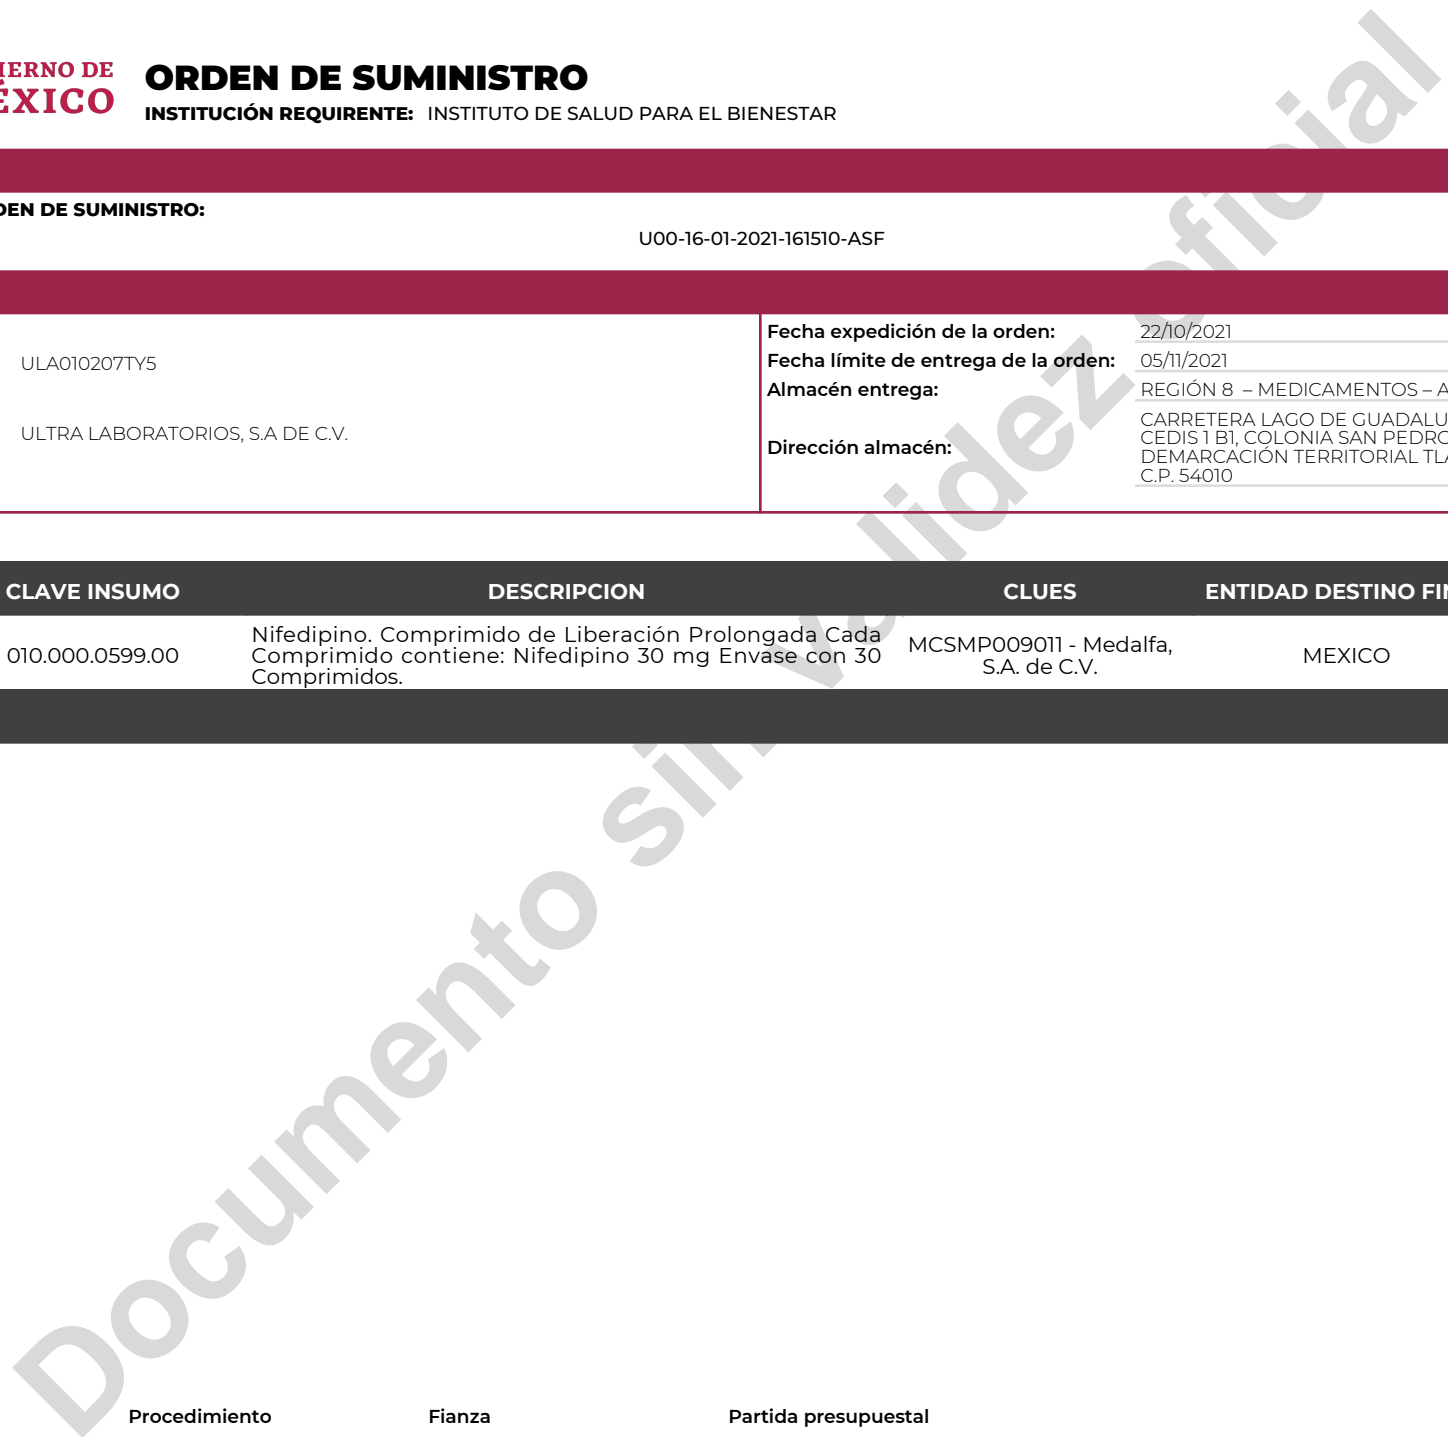 IERNO DE
ÉXICO
ORDEN DE SUMINISTRO
INSTITUCIÓN REQUIRENTE: INSTITUTO DE SALUD PARA EL BIENESTAR
DEN DE SUMINISTRO:
U00-16-01-2021-161510-ASF
ULA010207TY5
ULTRA LABORATORIOS, S.A DE C.V.
Fecha expedición de la orden: 22/10/2021
Fecha límite de entrega de la orden: 05/11/2021
Almacén entrega: REGIÓN 8 – MEDICAMENTOS – A
Dirección almacén:
CARRETERA LAGO DE GUADALU
CEDIS 1 B1, COLONIA SAN PEDRO
DEMARCACIÓN TERRITORIAL TLA
C.P. 54010
CLAVE INSUMO DESCRIPCION CLUES ENTIDAD DESTINO FIN
010.000.0599.00
Nifedipino. Comprimido de Liberación Prolongada Cada
Comprimido contiene: Nifedipino 30 mg Envase con 30
Comprimidos.
MCSMP009011 - Medalfa,
S.A. de C.V.
MEXICO
Documento sin validez oficial
Procedimiento Fianza Partida presupuestal